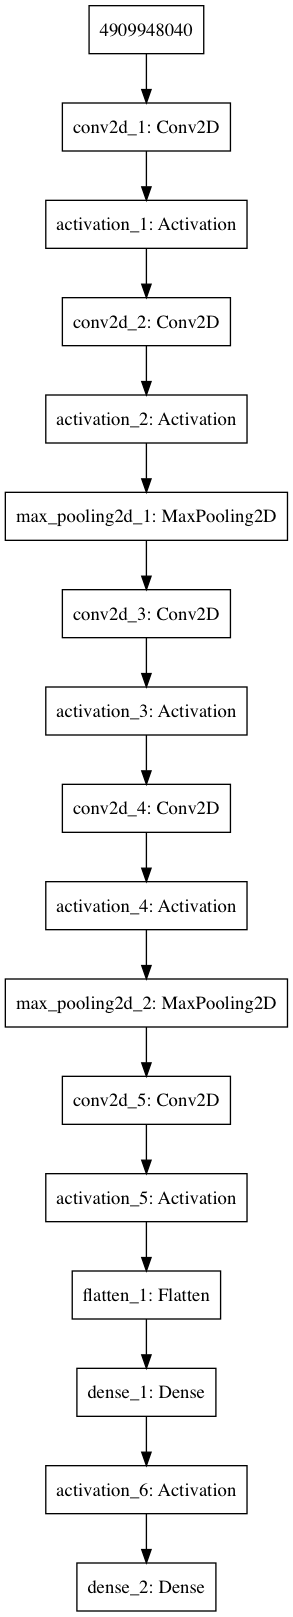 4909948040
conv2d_1: Conv2D
activation_1: Activation
conv2d_2: Conv2D
activation_2: Activation
max_pooling2d_1: MaxPooling2D
conv2d_3: Conv2D
activation_3: Activation
conv2d_4: Conv2D
activation_4: Activation
max_pooling2d_2: MaxPooling2D
conv2d_5: Conv2D
activation_5: Activation
flatten_1: Flatten
dense_1: Dense
activation_6: Activation
dense_2: Dense